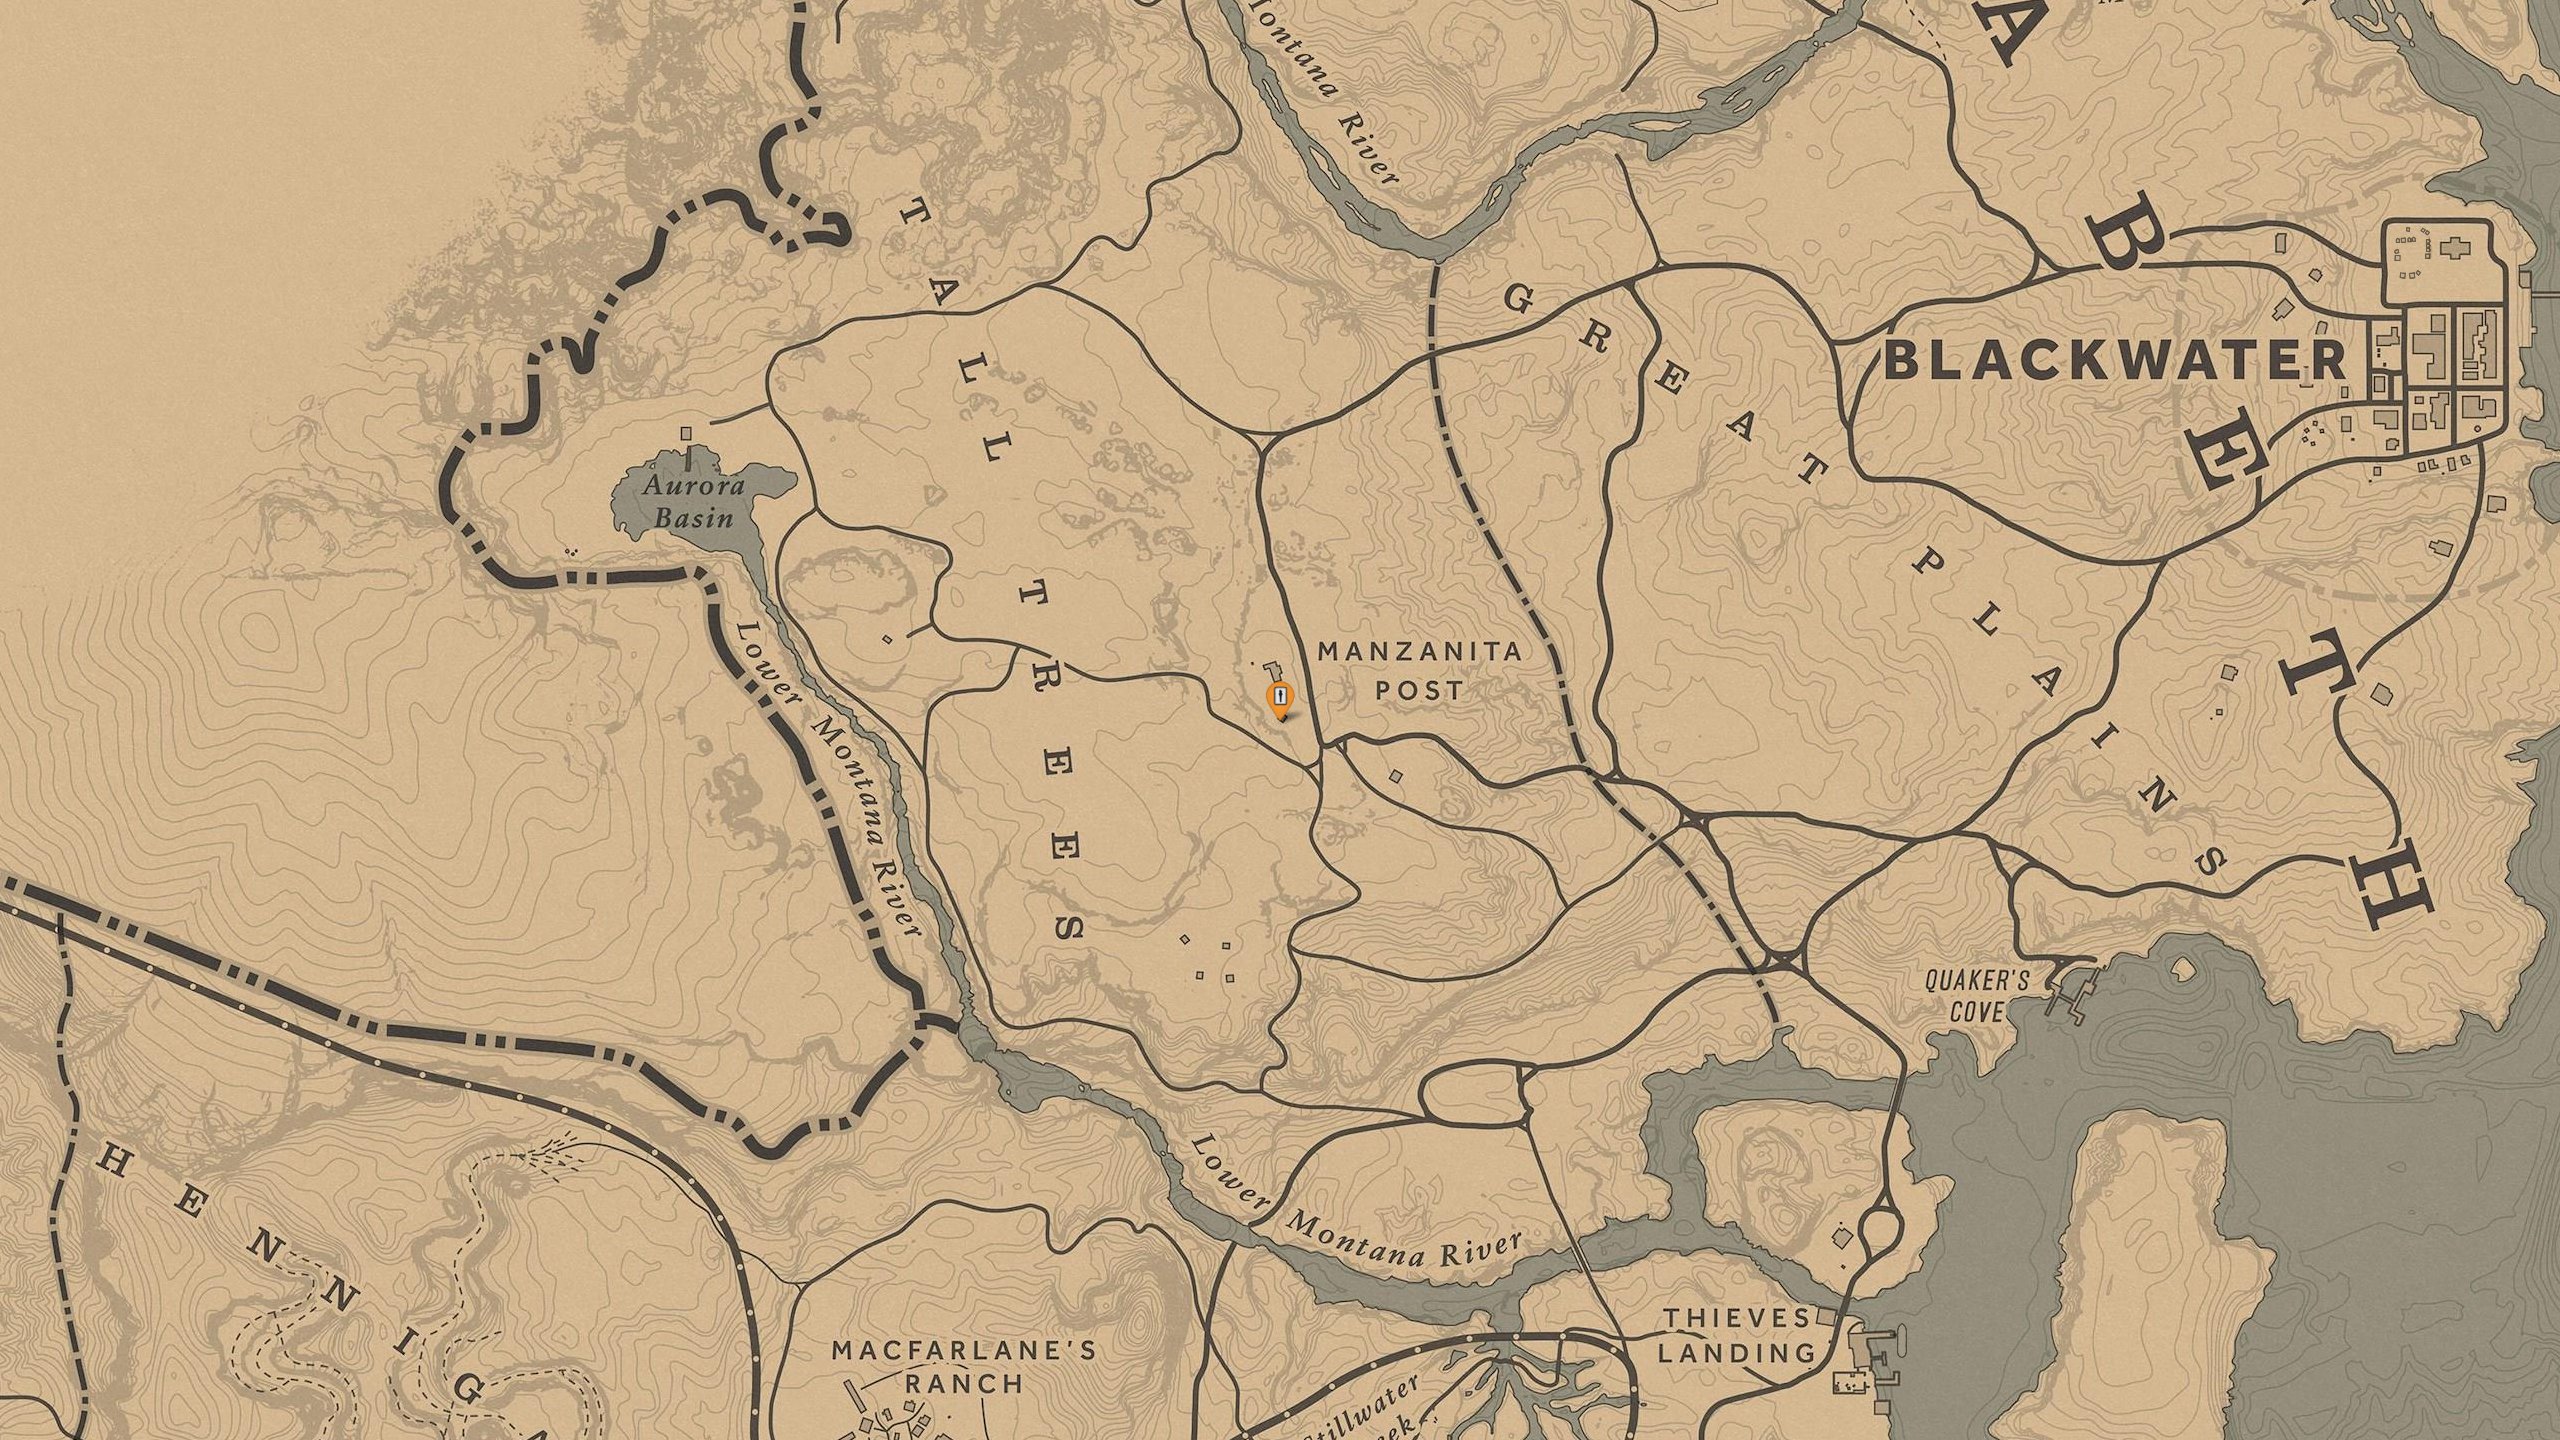 Montana River
A
TALL TREES
GREAT PLAINS
BETH
BLACKWATER
Aurora
Basin
MANZANITA
POST
Lower Montana River
QUAKER'S
COVE
HENNIGA
Lower Montana River
THIEVES
LANDING
MACFARLANE'S
RANCH
Stillwater